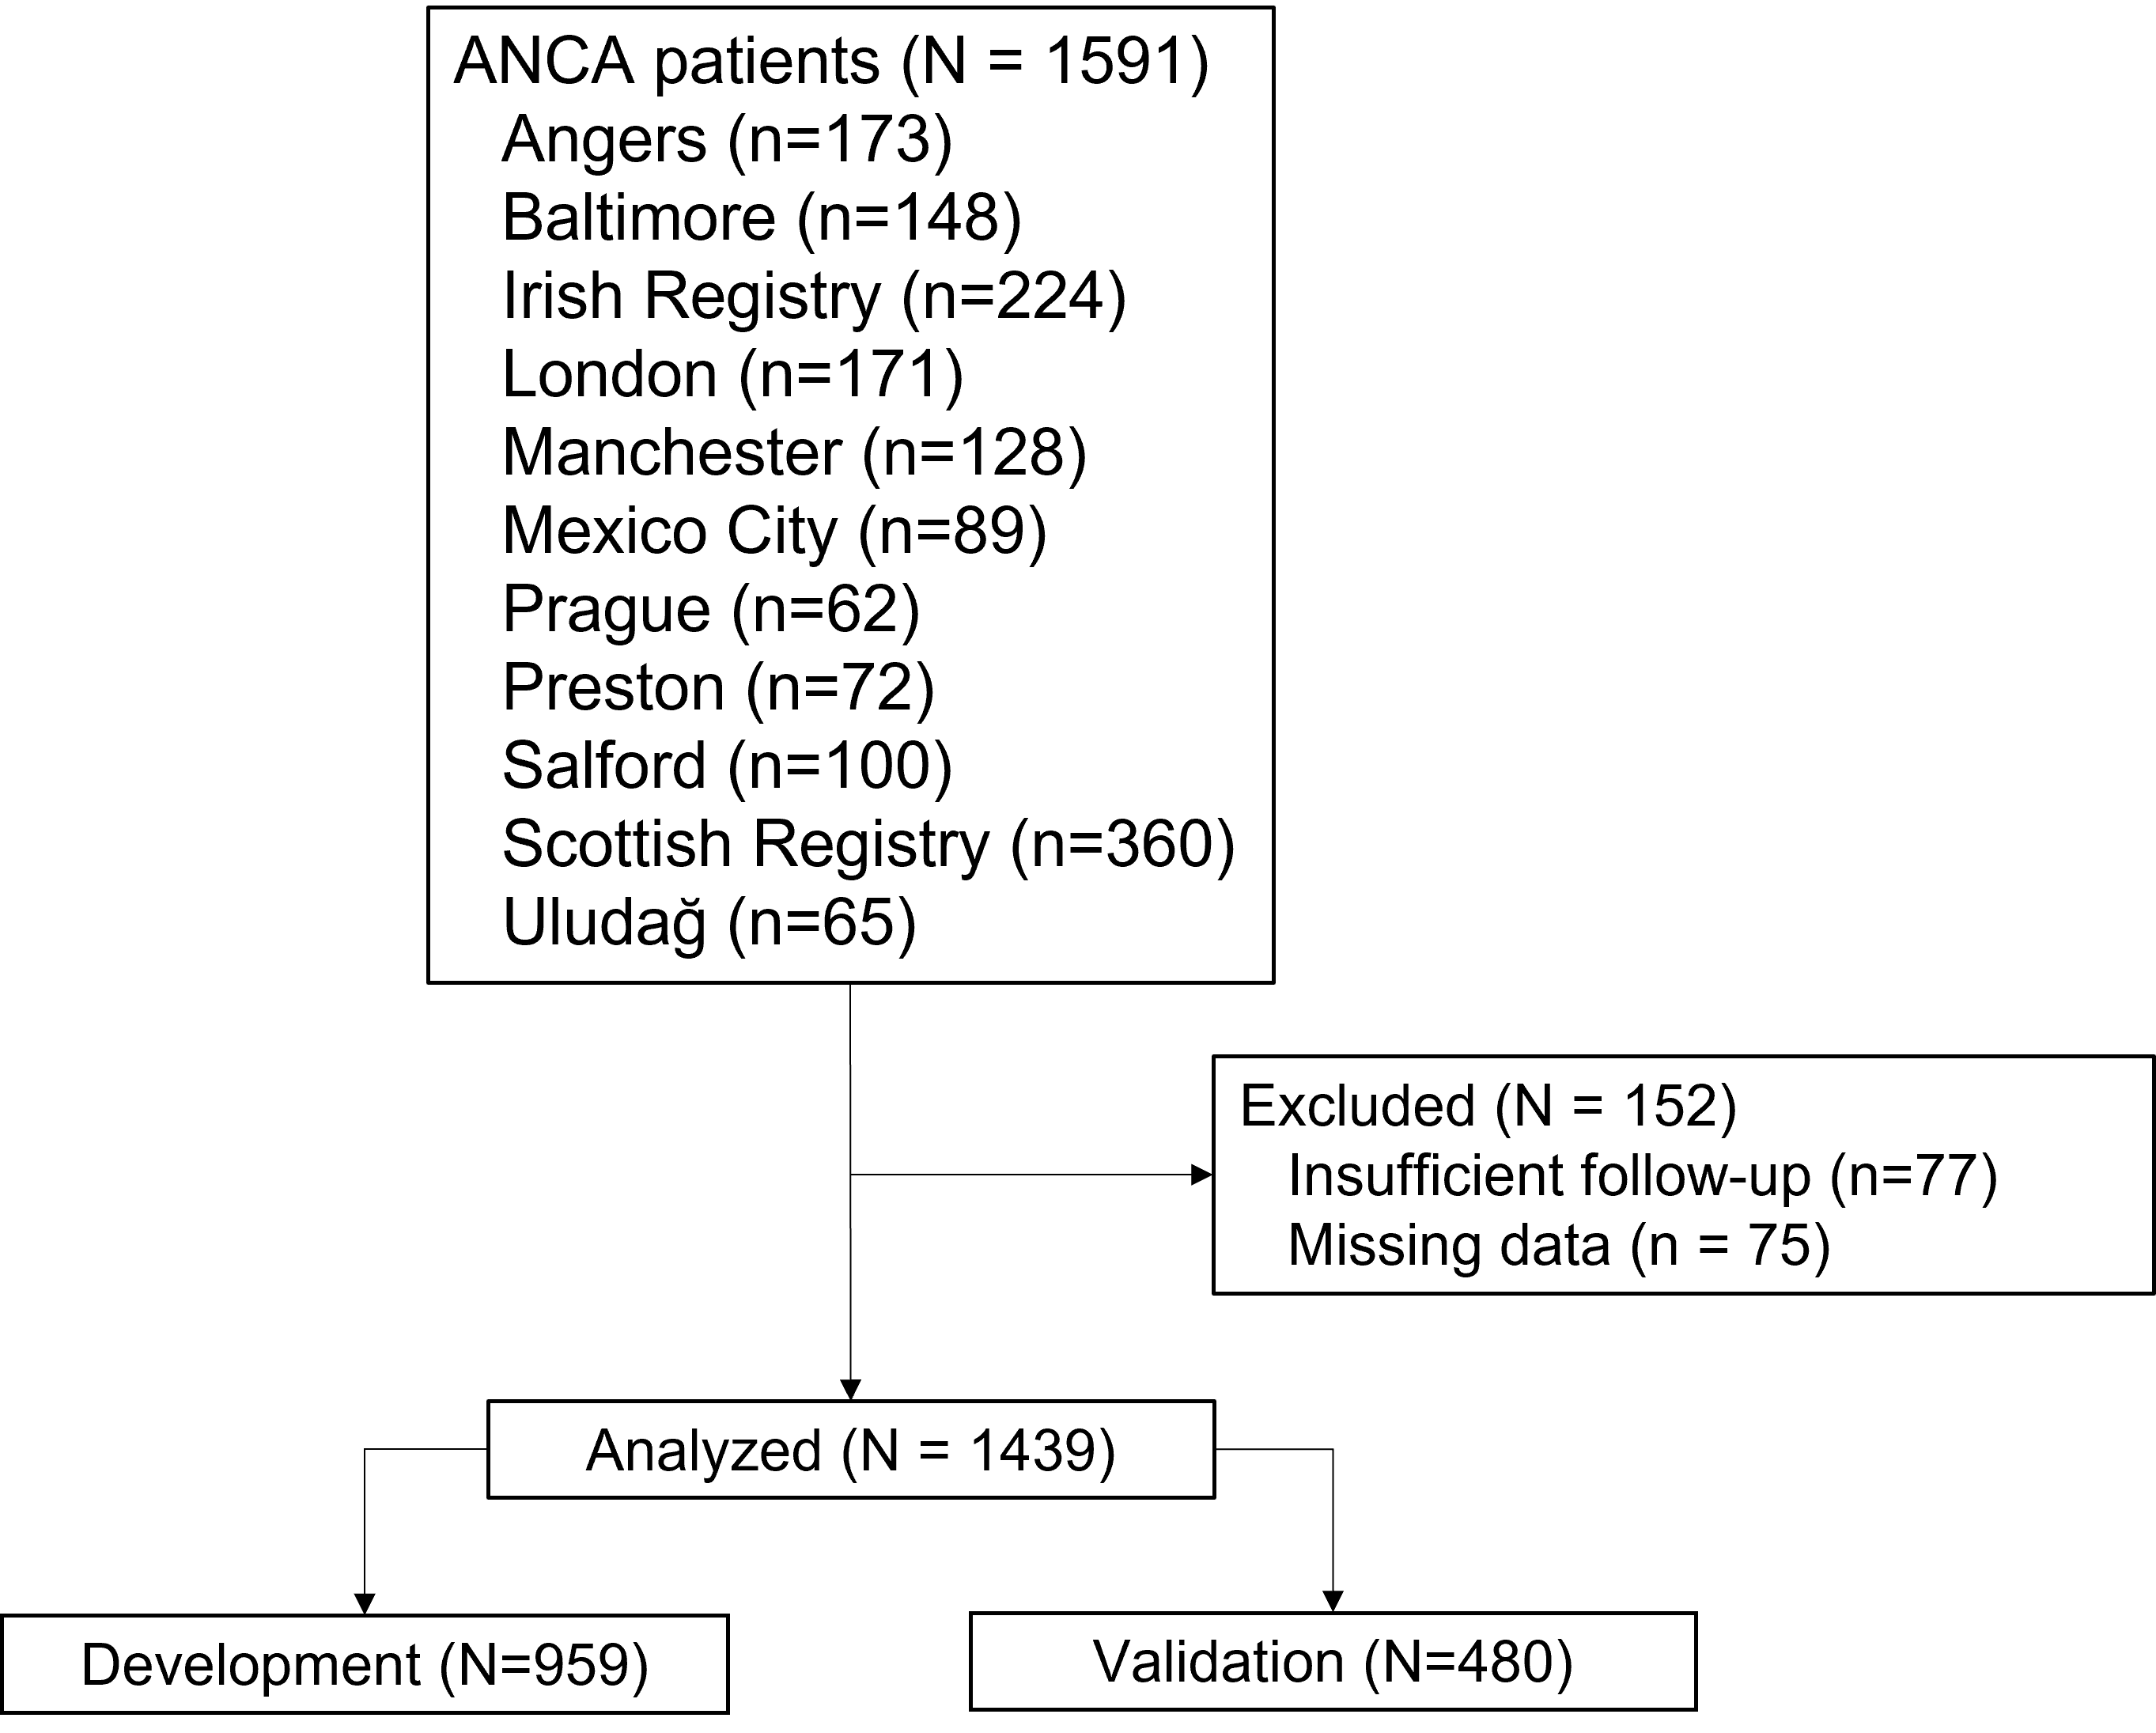 ANCA patients (N = 1591)
Angers (n=173)
Baltimore (n=148)
Irish Registry (n=224)
London (n=171)
Manchester (n=128)
Mexico City (n=89)
Prague (n=62)
Preston (n=72)
Salford (n=100)
Scottish Registry (n=360)
Uludağ (n=65)
Excluded (N = 152)
Insufficient follow-up (n=77)
Missing data (n = 75)
Analyzed (N = 1439)
Development (N=959)
Validation (N=480)